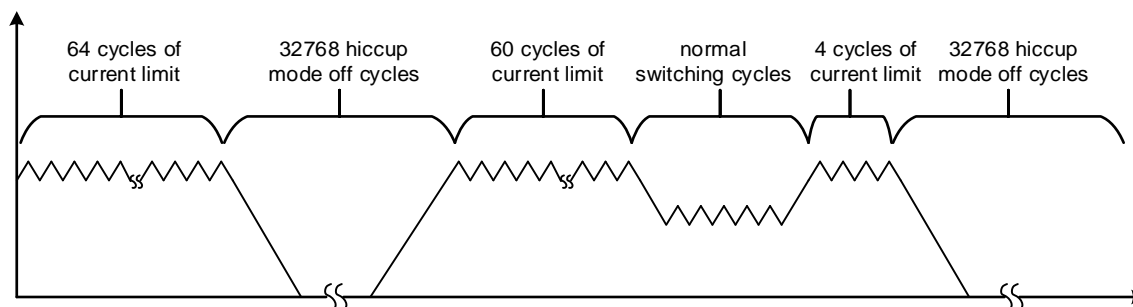 64 cycles of
current limit
32768 hiccup
mode off cycles
60 cycles of
current limit
normal
switching cycles
4 cycles of
current limit
32768 hiccup
mode off cycles